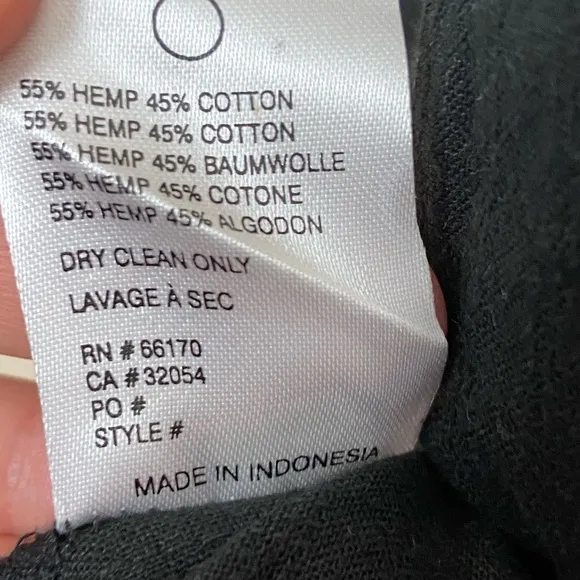 55% HEMP 45% COTTON
55% HEMP 45% COTTON
55% HEMP 45% BAUMWOLLE
55% HEMP 45% COTONE
55% HEMP 45% ALGODON
DRY CLEAN ONLY
LAVAGE À SEC
RN # 66170
CA # 32054
PO #
STYLE #
MADE IN INDONESIA